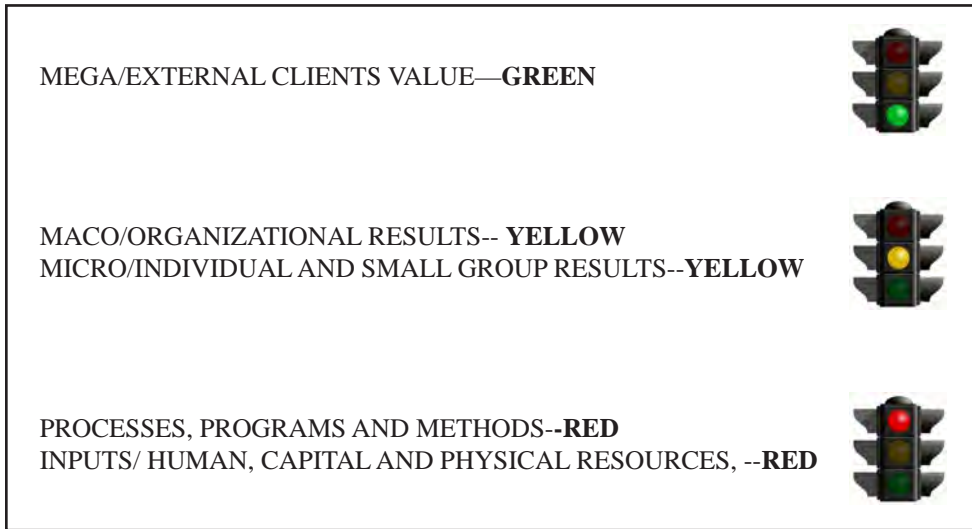 MEGA/EXTERNAL CLIENTS VALUE—GREEN
MACO/ORGANIZATIONAL RESULTS-- YELLOW
MICRO/INDIVIDUAL AND SMALL GROUP RESULTS--YELLOW
PROCESSES, PROGRAMS AND METHODS--RED
INPUTS/ HUMAN, CAPITAL AND PHYSICAL RESOURCES, --RED